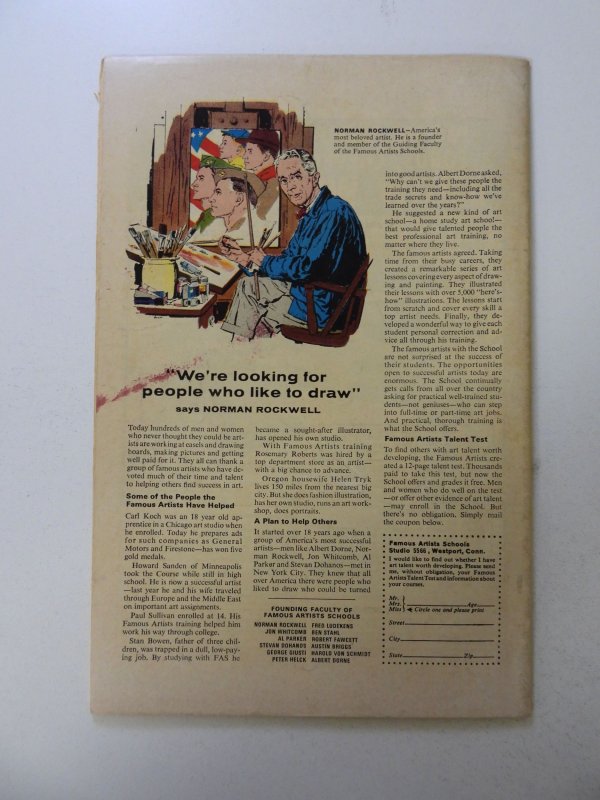 NORMAN ROCKWELL—America's
most beloved artist. He is a founder
and member of the Guiding Faculty
of the Famous Artists Schools.
"We're looking for
people who like to draw"
says NORMAN ROCKWELL
Today hundreds of men and women
who never thought they could be art-
ists are working at easels and drawing
boards, making pictures and getting
well paid for it. They all can thank a
group of famous artists who have de-
voted much of their time and talent
to helping others find success in art.
Some of the People the
Famous Artists Have Helped
Carl Koch was an 18 year old ap-
prentice in a Chicago art studio when
he enrolled. Today he prepares ads
for such companies as General
Motors and Firestone—has won five
gold medals.
Howard Sanden of Minneapolis
took the Course while still in high
school. He is now a successful artist
—last year he and his wife traveled
through Europe and the Middle East
on important art assignments.
Paul Sullivan enrolled at 14. His
Famous Artists training helped him
work his way through college.
Stan Bowen, father of three chil-
dren, was trapped in a dull, low-pay-
ing job. By studying with FAS he
became a sought-after illustrator,
has opened his own studio.
With Famous Artists training
Rosemary Roberts was hired by a
top department store as an artist—
with a big chance to advance.
Oregon housewife Helen Tryk
lives 150 miles from the nearest big
city. But she does fashion illustration,
has her own studio, runs an art work-
shop, does portraits.
A Plan to Help Others
It started over 18 years ago when a
group of America's most successful
artists—men like Albert Dorne, Nor-
man Rockwell, Jon Whitcomb, Al
Parker and Stevan Dohanos—met in
New York City. They knew that all
over America there were people who
liked to draw who could be turned
FOUNDING FACULTY OF
FAMOUS ARTISTS SCHOOLS
NORMAN ROCKWELL FRED LUDEKENS
JON WHITCOMB BEN STAHL
AL PARKER ROBERT FAWCETT
STEVAN DOHANOS AUSTIN BRIGGS
GEORGE GIUSTI HAROLD VON SCHMIDT
PETER HELCK ALBERT DORNE
into good artists. Albert Dorne asked,
"Why can't we give these people the
training they need—including all the
trade secrets and know-how we've
learned over the years?"
He suggested a new kind of art
school—a home study art school—
that would give talented people the
best professional art training, no
matter where they live.
The famous artists agreed. Taking
time from their busy careers, they
created a remarkable series of art
lessons covering every aspect of draw-
ing and painting. They illustrated
their lessons with over 5,000 "here's-
how" illustrations. The lessons start
from scratch and cover every skill a
top artist needs. Finally, they de-
veloped a wonderful way to give each
student personal correction and ad-
vice all through his training.
The famous artists with the School
are not surprised at the success of
their students. The opportunities
open to successful artists today are
enormous. The School continually
gets calls from all over the country
asking for practical well-trained stu-
dents—not geniuses—who can step
into full-time or part-time art jobs.
And practical, thorough training is
what the School offers.
Famous Artists Talent Test
To find others with art talent worth
developing, the Famous Artists cre-
ated a 12-page talent test. Thousands
paid to take this test, but now the
School offers and grades it free. Men
and women who do well on the test
—or offer other evidence of art talent
—may enroll in the School. But
there's no obligation. Simply mail
the coupon below.
Famous Artists Schools
Studio 5566, Westport, Conn.
I would like to find out whether I have
art talent worth developing. Please send
me, without obligation, your Famous
Artists Talent Test and information about
your courses.
Mr.
Mrs. Age
Miss Circle one and please print
Street
City
State Zip